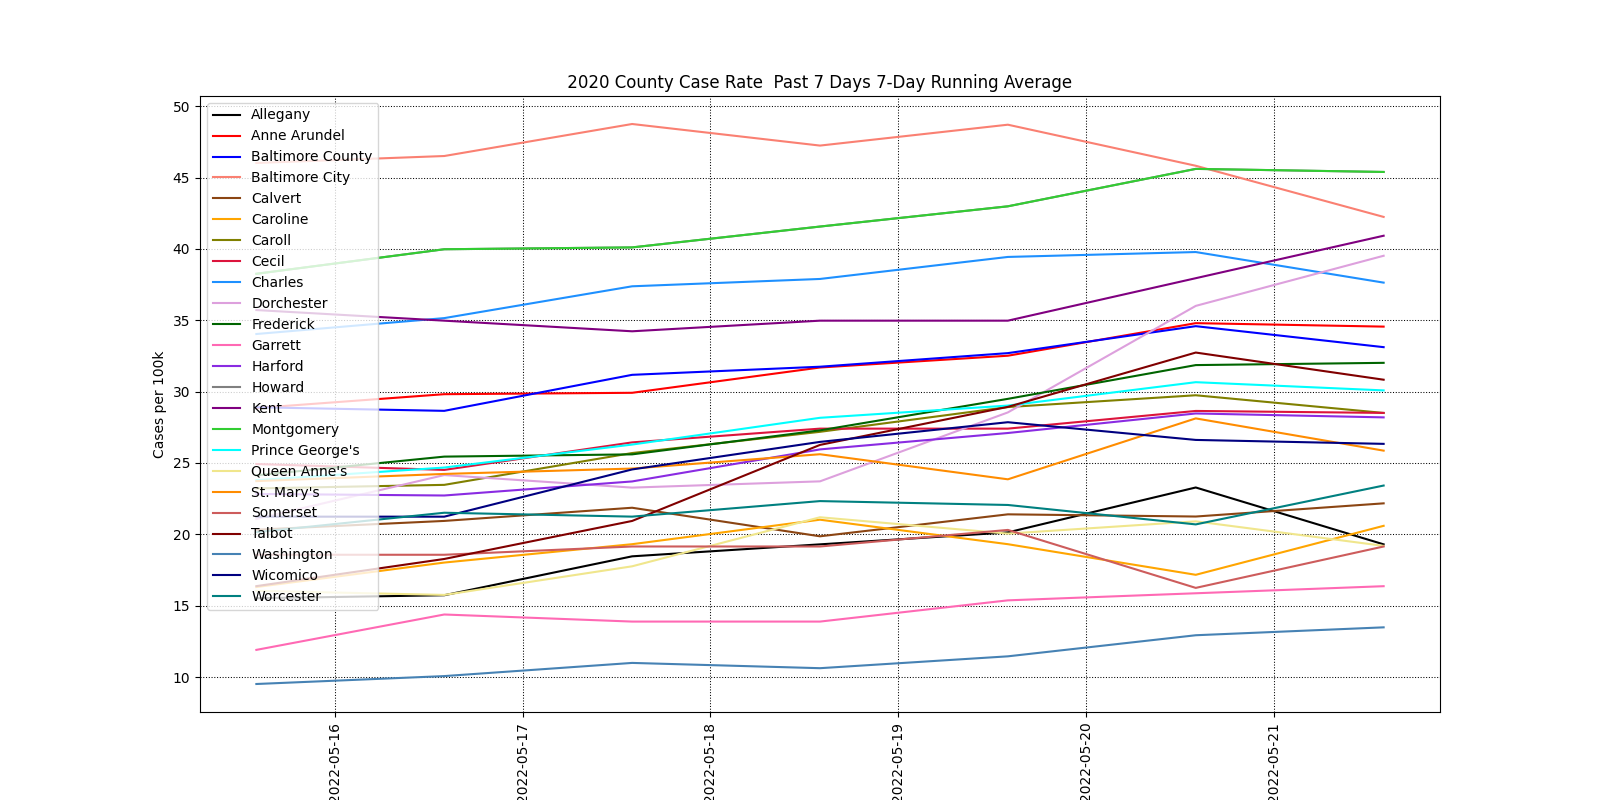 2020 County Case Rate  Past 7 Days 7-Day Running Average
50
45
40
35
30
25
20
15
10
Cases per 100k
Allegany
Anne Arundel
Baltimore County
Baltimore City
Calvert
Caroline
Caroll
Cecil
Charles
Dorchester
Frederick
Garrett
Harford
Howard
Kent
Montgomery
Prince George's
Queen Anne's
St. Mary's
Somerset
Talbot
Washington
Wicomico
Worcester
2022-05-16
2022-05-17
2022-05-18
2022-05-19
2022-05-20
2022-05-21